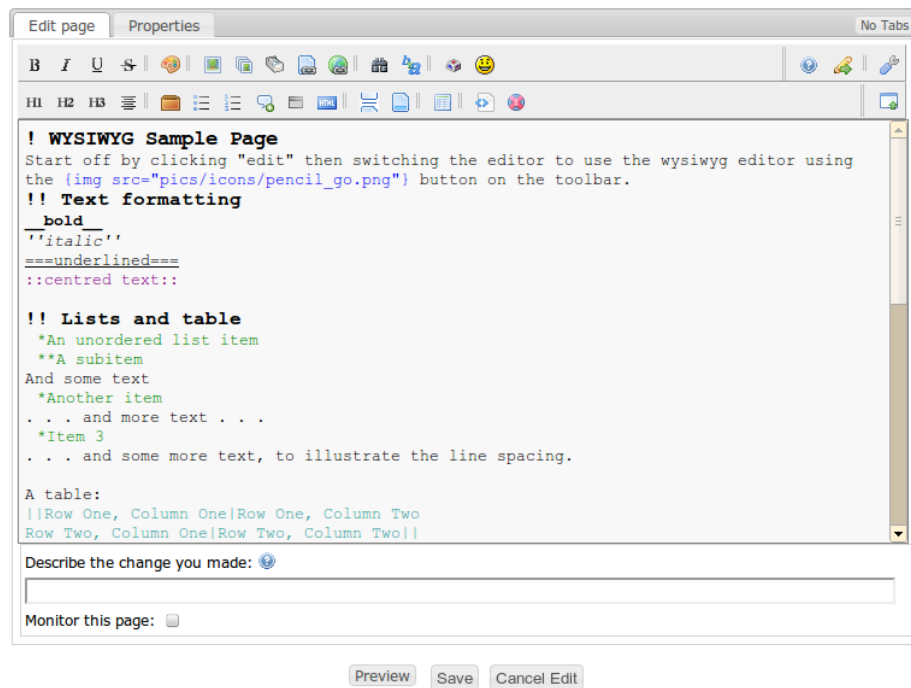 Edit page Properties No Tabs
B I U S
H1 H2 H3 HTML
! WYSIWYG Sample Page
Start off by clicking "edit" then switching the editor to use the wysiwyg editor using
the {img src="pics/icons/pencil_go.png"} button on the toolbar.
!! Text formatting
__bold__
''italic''
===underlined===
::centred text::
!! Lists and table
*An unordered list item
**A subitem
And some text
*Another item
. . . and more text . . .
*Item 3
. . . and some more text, to illustrate the line spacing.
A table:
||Row One, Column One|Row One, Column Two
Row Two, Column One|Row Two, Column Two||
Describe the change you made:
Monitor this page:
Preview Save Cancel Edit